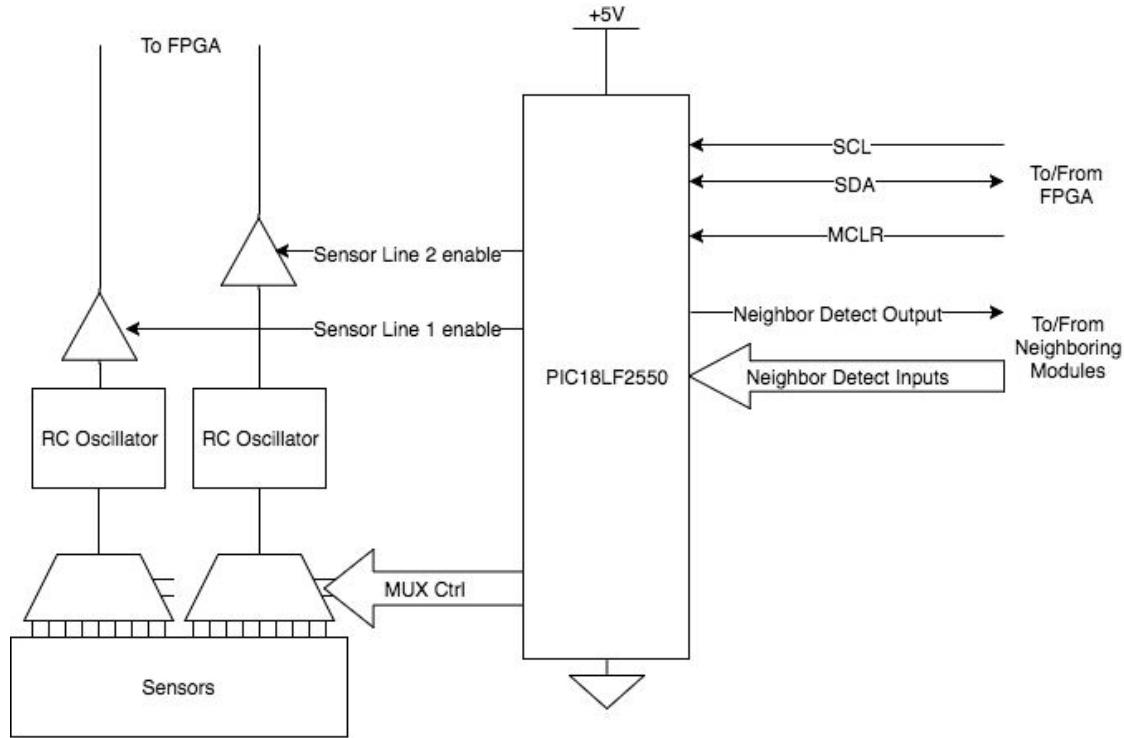 +5V
To FPGA
SCL
SDA
To/From
FPGA
MCLR
Sensor Line 2 enable
Neighbor Detect Output
Sensor Line 1 enable
To/From
Neighboring
Modules
PIC18LF2550
Neighbor Detect Inputs
RC Oscillator
RC Oscillator
MUX Ctrl
Sensors